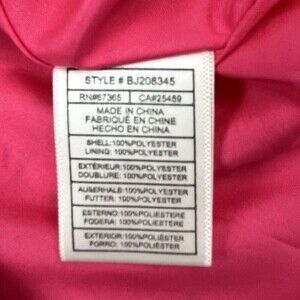 STYLE # BJ208345
RN#67365 CA#25489
MADE IN CHINA
FABRIQUÉ EN CHINE
HECHO EN CHINA
SHELL:100%POLYESTER
LINING: 100%POLYESTER
EXTÉRIEUR:100%POLYESTER
DOUBLURE: 100%POLYESTER
AUßERHALB:100%POLYESTER
FUTTER: 100%POLYESTER
ESTERNO:100%POLIESTERE
FODERA: 100%POLIESTERE
EXTERIOR:100%POLIÉSTER
FORRO: 100%POLIÉSTER